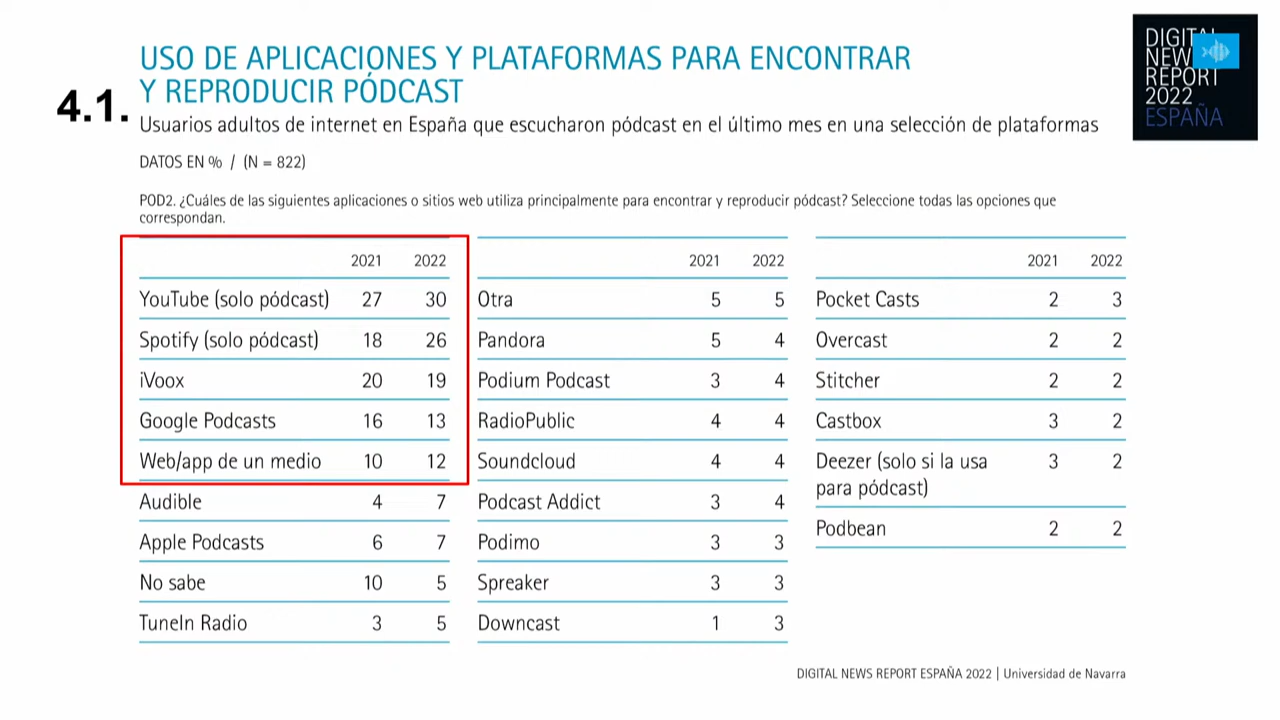 4.1.
USO DE APLICACIONES Y PLATAFORMAS PARA ENCONTRAR
Y REPRODUCIR PÓDCAST
Usuarios adultos de internet en España que escucharon pódcast en el último mes en una selección de plataformas
DATOS EN % / (N = 822)
DIGITAL
NEWS
REPORT
2022
ESPAÑA
POD2. ¿Cuáles de las siguientes aplicaciones o sitios web utiliza principalmente para encontrar y reproducir pódcast? Seleccione todas las opciones que
correspondan.
2021 2022
YouTube (solo pódcast) 27 30
Spotify (solo pódcast) 18 26
iVoox 20 19
Google Podcasts 16 13
Web/app de un medio 10 12
Audible 4 7
Apple Podcasts 6 7
No sabe 10 5
TuneIn Radio 3 5
2021 2022
Otra 5 5
Pandora 5 4
Podium Podcast 3 4
RadioPublic 4 4
Soundcloud 4 4
Podcast Addict 3 4
Podimo 3 3
Spreaker 3 3
Downcast 1 3
2021 2022
Pocket Casts 2 3
Overcast 2 2
Stitcher 2 2
Castbox 3 2
Deezer (solo si la usa 3 2
para pódcast)
Podbean 2 2
DIGITAL NEWS REPORT ESPAÑA 2022 | Universidad de Navarra